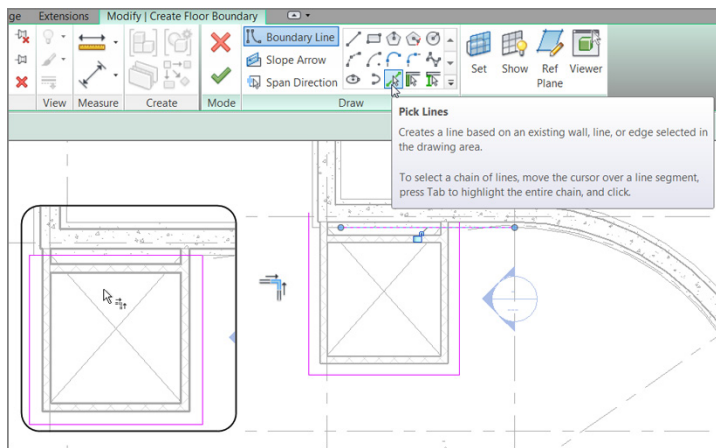 ge Extensions Modify | Create Floor Boundary
Boundary Line
Slope Arrow
Span Direction
Set Show Ref Plane Viewer
View Measure Create Mode Draw
Pick Lines
Creates a line based on an existing wall, line, or edge selected in
the drawing area.
To select a chain of lines, move the cursor over a line segment,
press Tab to highlight the entire chain, and click.